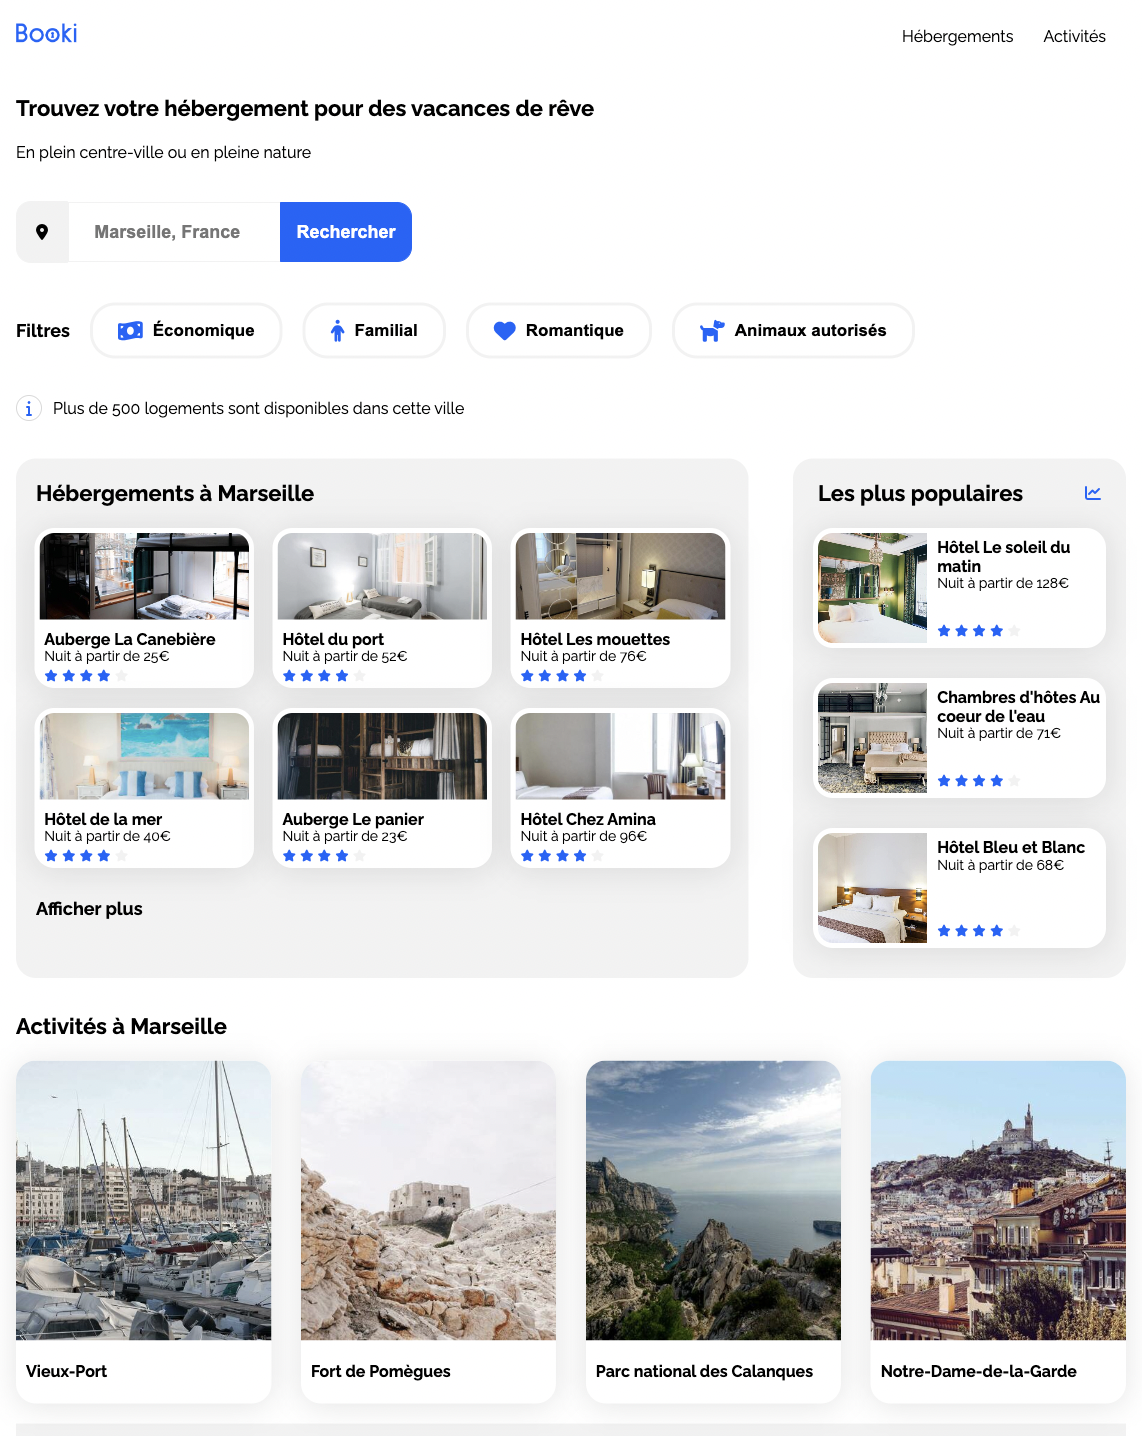 Booki
Hébergements
Activités
Trouvez votre hébergement pour des vacances de rêve
En plein centre-ville ou en pleine nature
Marseille, France
Rechercher
Filtres
Économique
Familial
Romantique
Animaux autorisés
Plus de 500 logements sont disponibles dans cette ville
Hébergements à Marseille
Auberge La Canebière
Nuit à partir de 25€
Hôtel du port
Nuit à partir de 52€
Hôtel Les mouettes
Nuit à partir de 76€
Hôtel de la mer
Nuit à partir de 40€
Auberge Le panier
Nuit à partir de 23€
Hôtel Chez Amina
Nuit à partir de 96€
Afficher plus
Les plus populaires
Hôtel Le soleil du
matin
Nuit à partir de 128€
Chambres d'hôtes Au
coeur de l'eau
Nuit à partir de 71€
Hôtel Bleu et Blanc
Nuit à partir de 68€
Activités à Marseille
Vieux-Port
Fort de Pomègues
Parc national des Calanques
Notre-Dame-de-la-Garde